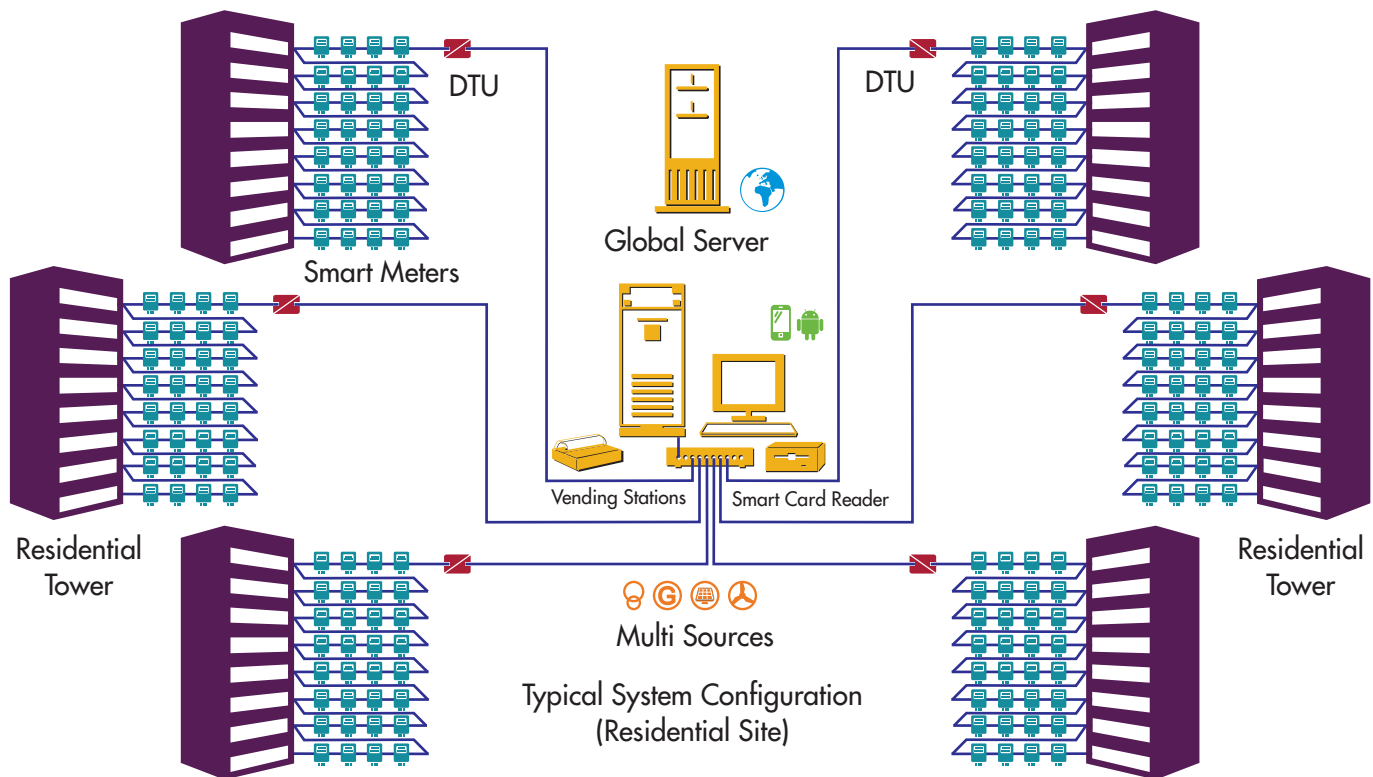 DTU
DTU
Global Server
Smart Meters
Vending Stations
Smart Card Reader
Residential
Tower
Residential
Tower
G
Multi Sources
Typical System Configuration
(Residential Site)